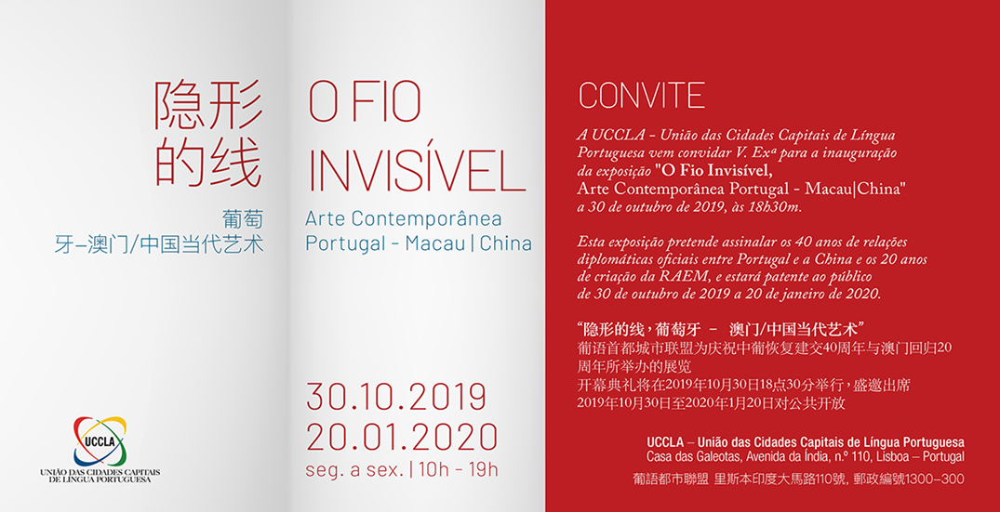 隐形
的线
葡萄
牙–澳门/中国当代艺术
UCCLA
UNIÃO DAS CIDADES CAPITAIS
DE LÍNGUA PORTUGUESA
O FIO
INVISÍVEL
Arte Contemporânea
Portugal - Macau | China
30.10.2019
20.01.2020
seg. a sex. | 10h - 19h
CONVITE
A UCCLA - União das Cidades Capitais de Língua
Portuguesa vem convidar V. Exª para a inauguração
da exposição "O Fio Invisível,
Arte Contemporânea Portugal - Macau|China"
a 30 de outubro de 2019, às 18h30m.
Esta exposição pretende assinalar os 40 anos de relações
diplomáticas oficiais entre Portugal e a China e os 20 anos
de criação da RAEM, e estará patente ao público
de 30 de outubro de 2019 a 20 de janeiro de 2020.
“隐形的线，葡萄牙 － 澳门/中国当代艺术”
葡语首都城市联盟为庆祝中葡恢复建交40周年与澳门回归20
周年所举办的展览
开幕典礼将在2019年10月30日18点30分举行，盛邀出席
2019年10月30日至2020年1月20日对公共开放
UCCLA – União das Cidades Capitais de Língua Portuguesa
Casa das Galeotas, Avenida da Índia, n.º 110, Lisboa – Portugal
葡語都市聯盟 里斯本印度大馬路110號, 郵政編號1300-300